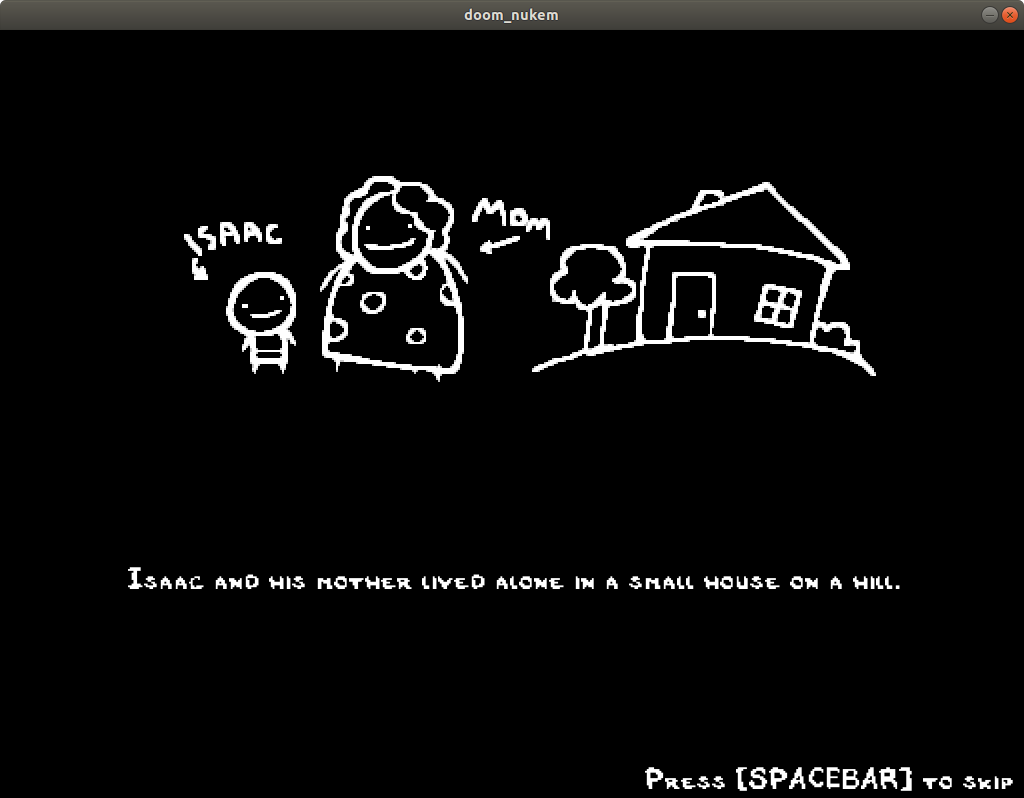 doom_nukem
ISAAC
MOM
Isaac and his mother lived alone in a small house on a hill.
Press [SPACEBAR] to skip